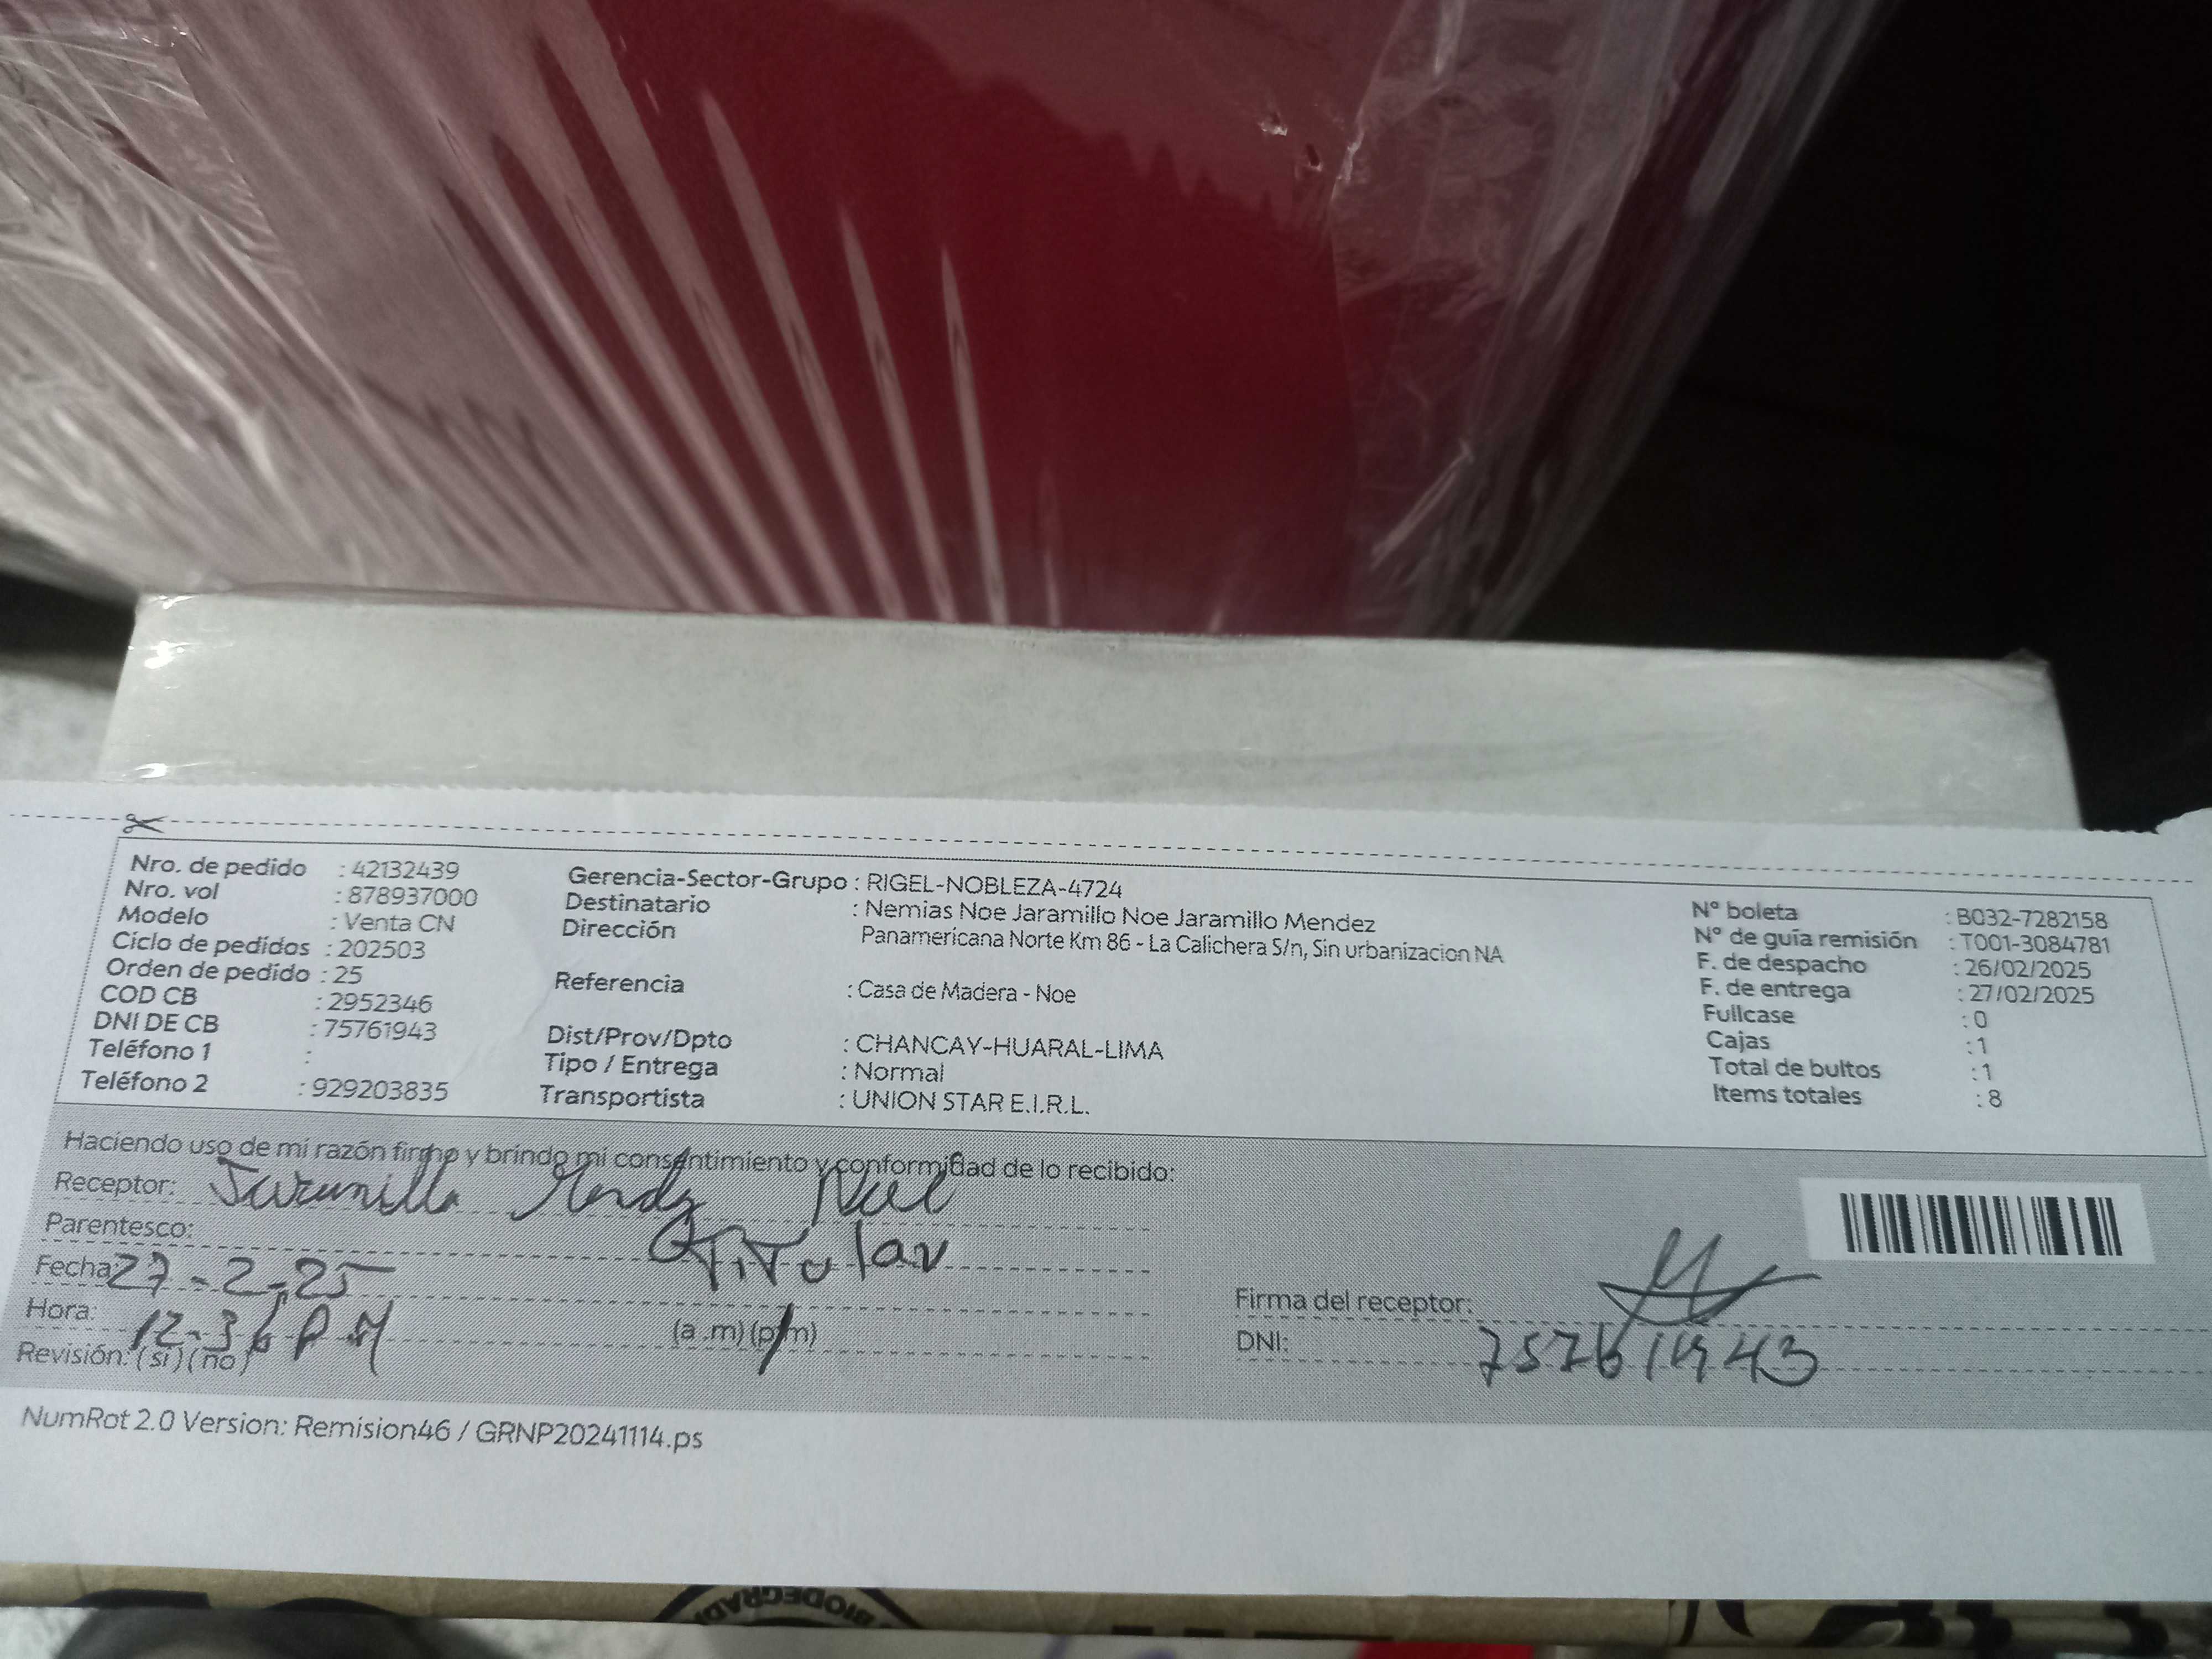 Nro. de pedido : 42132439
Nro. vol : 878937000
Modelo : Venta CN
Ciclo de pedidos : 202503
Orden de pedido : 25
COD CB : 2952346
DNI DE CB : 75761943
Teléfono 1 :
Teléfono 2 : 929203835
Gerencia-Sector-Grupo : RIGEL-NOBLEZA-4724
Destinatario : Nemias Noe Jaramillo Noe Jaramillo Mendez
Dirección Panamericana Norte Km 86 - La Calichera S/n, Sin urbanizacion NA
Referencia : Casa de Madera - Noe
Dist/Prov/Dpto : CHANCAY-HUARAL-LIMA
Tipo / Entrega : Normal
Transportista : UNION STAR E.I.R.L.
N° boleta : B032-7282158
N° de guía remisión : T001-3084781
F. de despacho : 26/02/2025
F. de entrega : 27/02/2025
Fullcase : 0
Cajas : 1
Total de bultos : 1
Items totales : 8
Haciendo uso de mi razón firmo y brindo mi consentimiento y conformidad de lo recibido:
Receptor:
Parentesco: Titular
Fecha: 27-2-25
Hora: 12-36 P.M (a .m) (p/m)
Revisión: (si) (no)
Firma del receptor:
DNI: 75761943
NumRot 2.0 Version: Remision46 / GRNP20241114.ps